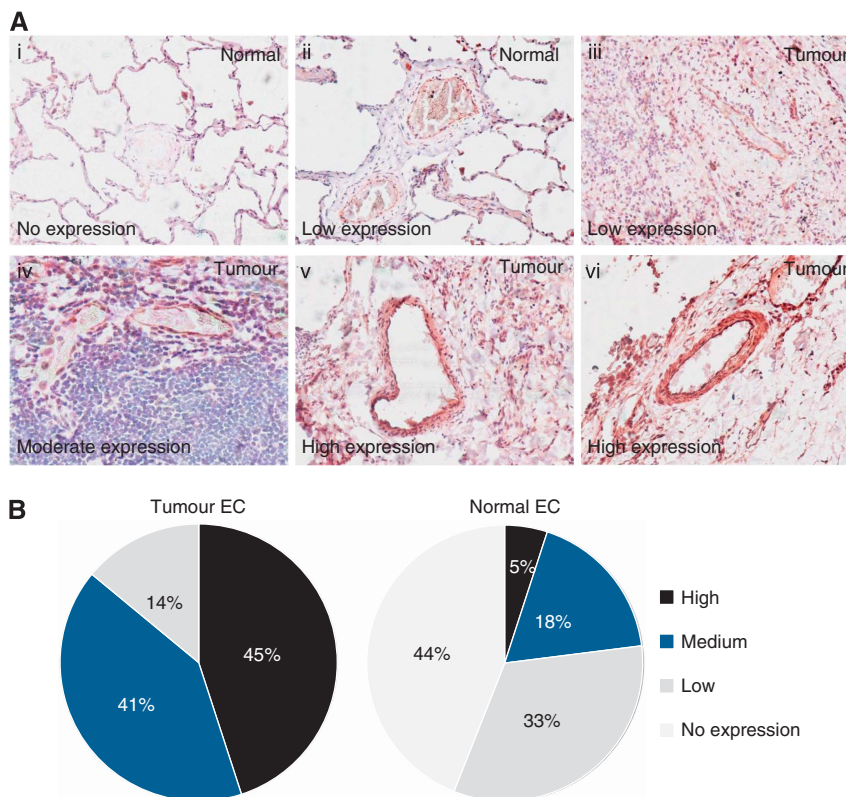 A
i Normal
No expression
ii Normal
Low expression
iii Tumour
Low expression
iv Tumour
Moderate expression
v Tumour
High expression
vi Tumour
High expression
B
Tumour EC
45%
41%
14%
Normal EC
5%
18%
33%
44%
High
Medium
Low
No expression